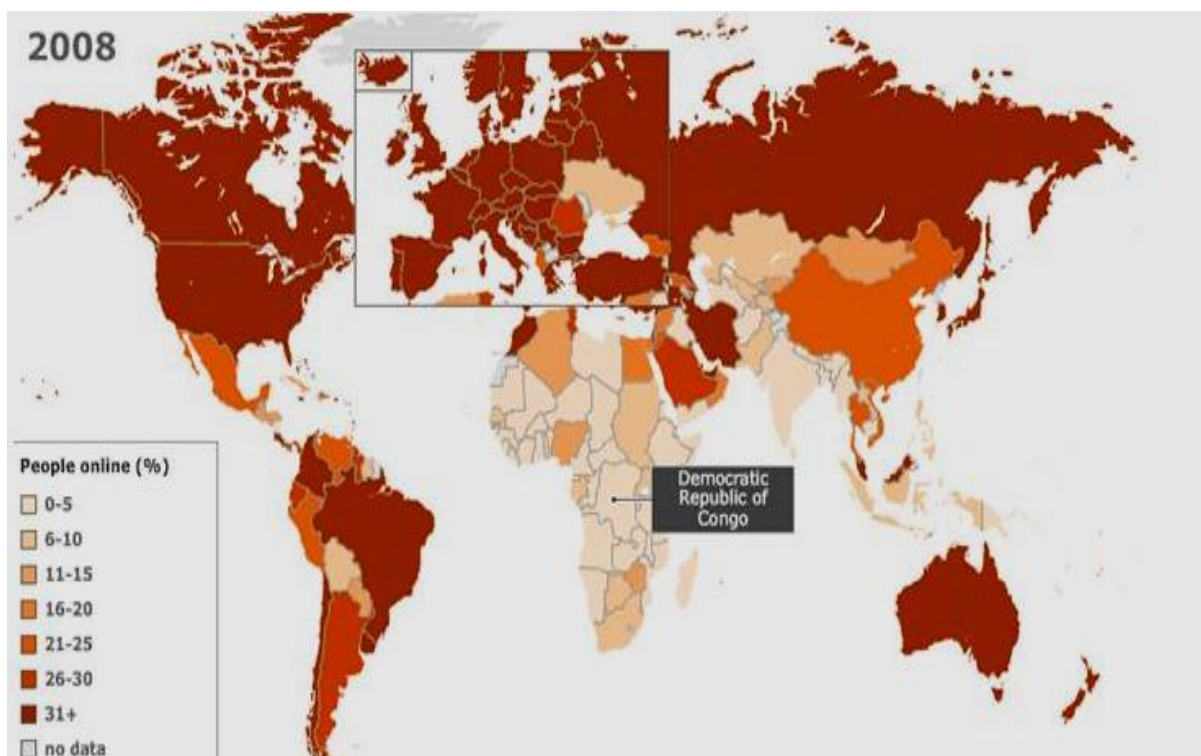 2008
People online (%)
0-5
6-10
11-15
16-20
21-25
26-30
31+
no data
Democratic
Republic of
Congo